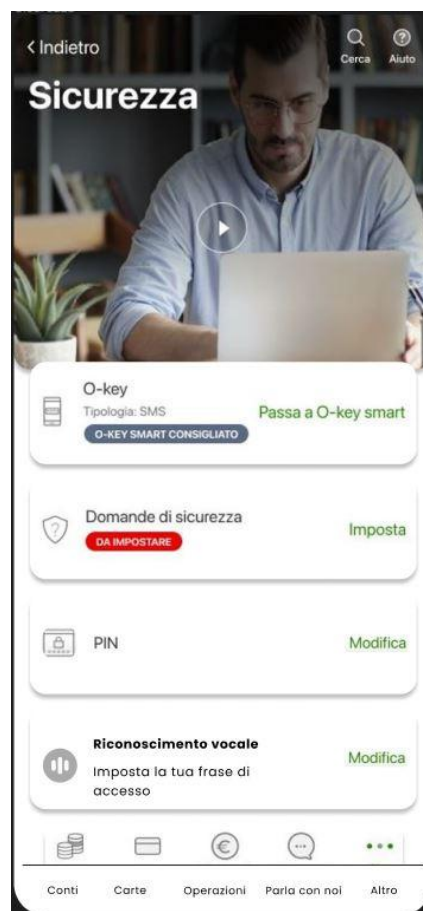 Indietro
Cerca
Aiuto
Sicurezza
O-key
Tipologia: SMS
Passa a O-key smart
O-KEY SMART CONSIGLIATO
Domande di sicurezza
Imposta
DA IMPOSTARE
PIN
Modifica
Riconoscimento vocale
Modifica
Imposta la tua frase di
accesso
Conti
Carte
Operazioni
Parla con noi
Altro